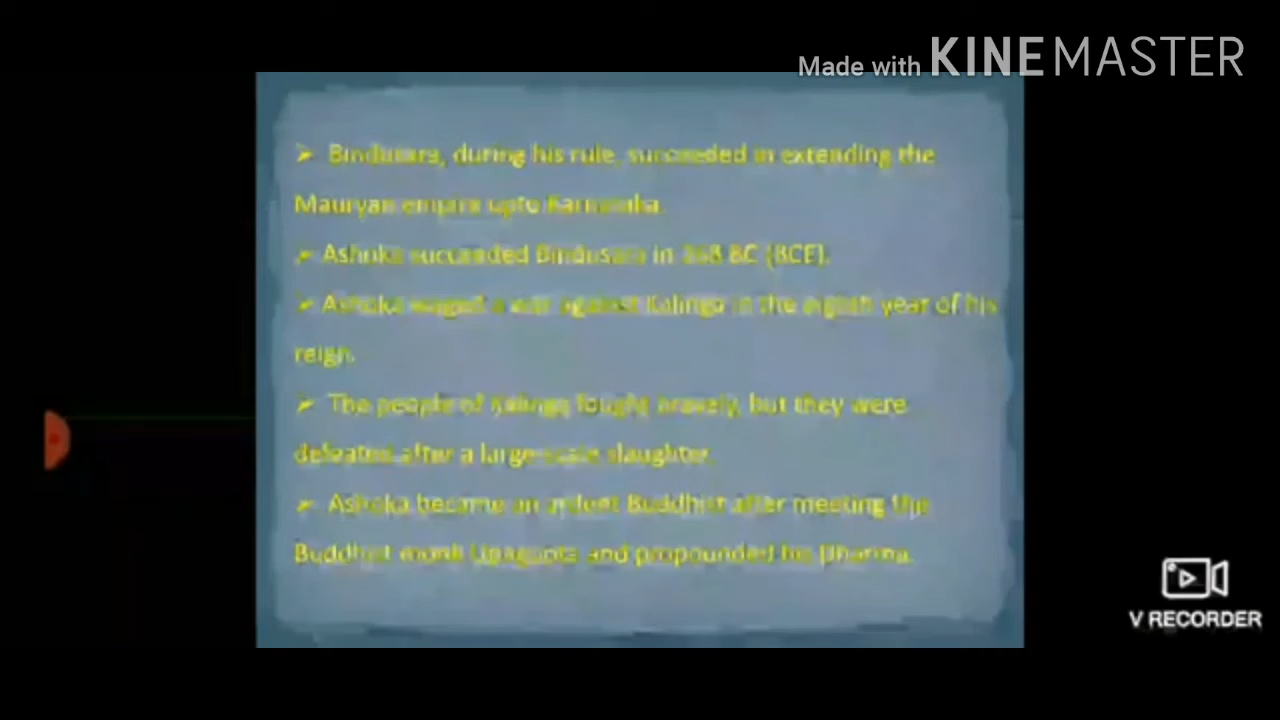 Made with KINEMASTER
➢ Bindusara, during his rule, succeeded in extending the
Mauryan empire upto Karnataka.
➢ Ashoka succeeded Bindusara in BC (BCE).
➢ Ashoka waged a war against Kalinga in the eighth year of his
reign.
➢ The people of Kalinga fought bravely, but they were
defeated after a large-scale slaughter.
➢ Ashoka became an ardent Buddhist after meeting the
Buddhist monk Upagupta and propounded his Dharma.
V RECORDER